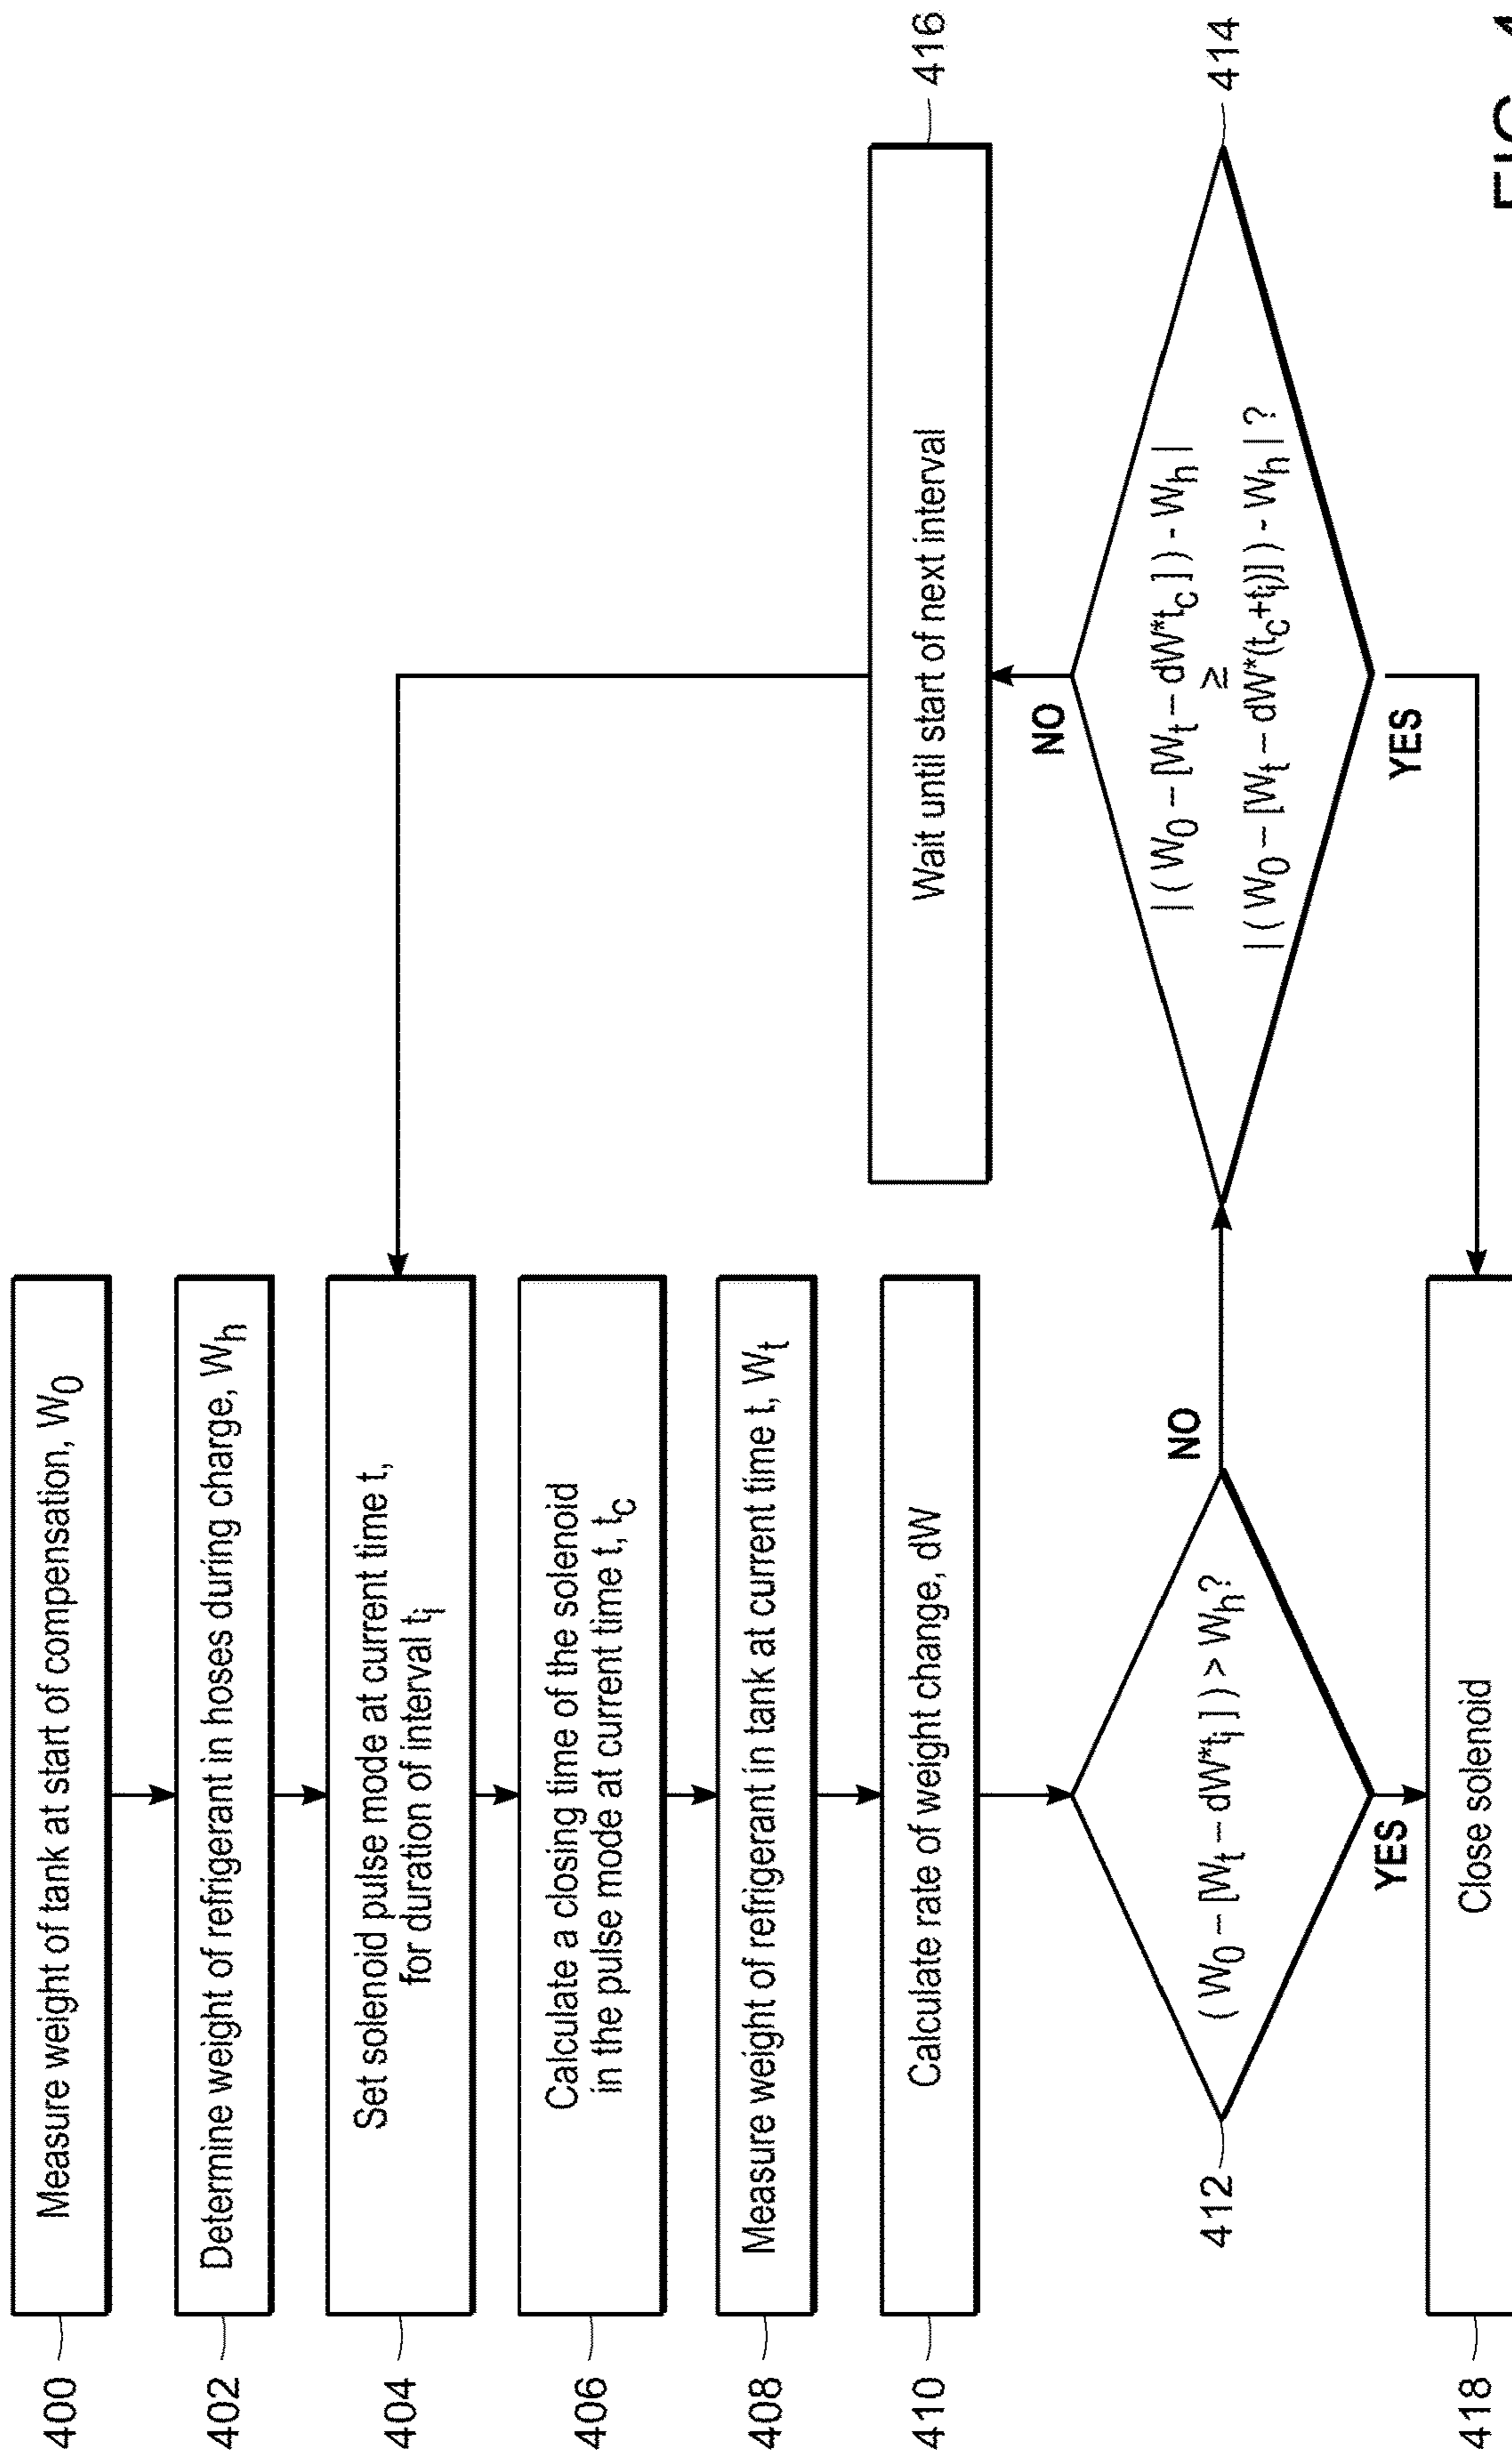 400
Measure weight of tank at start of compensation, W0
402
Determine weight of refrigerant in hoses during charge, Wh
404
Set solenoid pulse mode at current time t,
for duration of interval ti
406
Calculate a closing time of the solenoid
in the pulse mode at current time t, tc
408
Measure weight of refrigerant in tank at current time t, Wt
410
Calculate rate of weight change, dW
412
( W0 – [Wt – dW*ti ] ) > Wh?
NO
YES
416
Wait until start of next interval
NO
414
| ( W0 – [Wt – dW*tc ] ) - Wh |
≥
| ( W0 – [Wt – dW*(tc+ti)] ) - Wh | ?
YES
418
Close solenoid